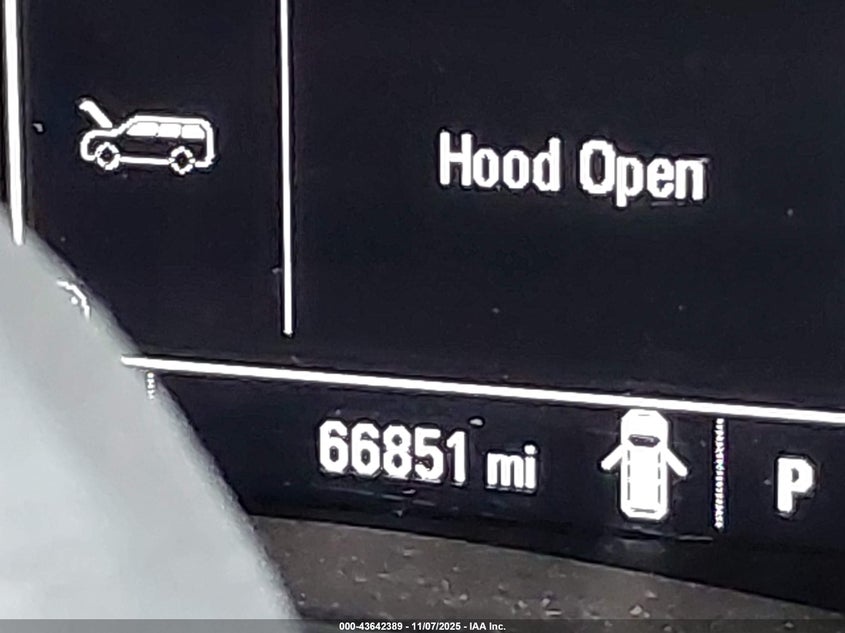 Hood Open
66851 mi
P
000-43642389 - 11/07/2025 - IAA Inc.